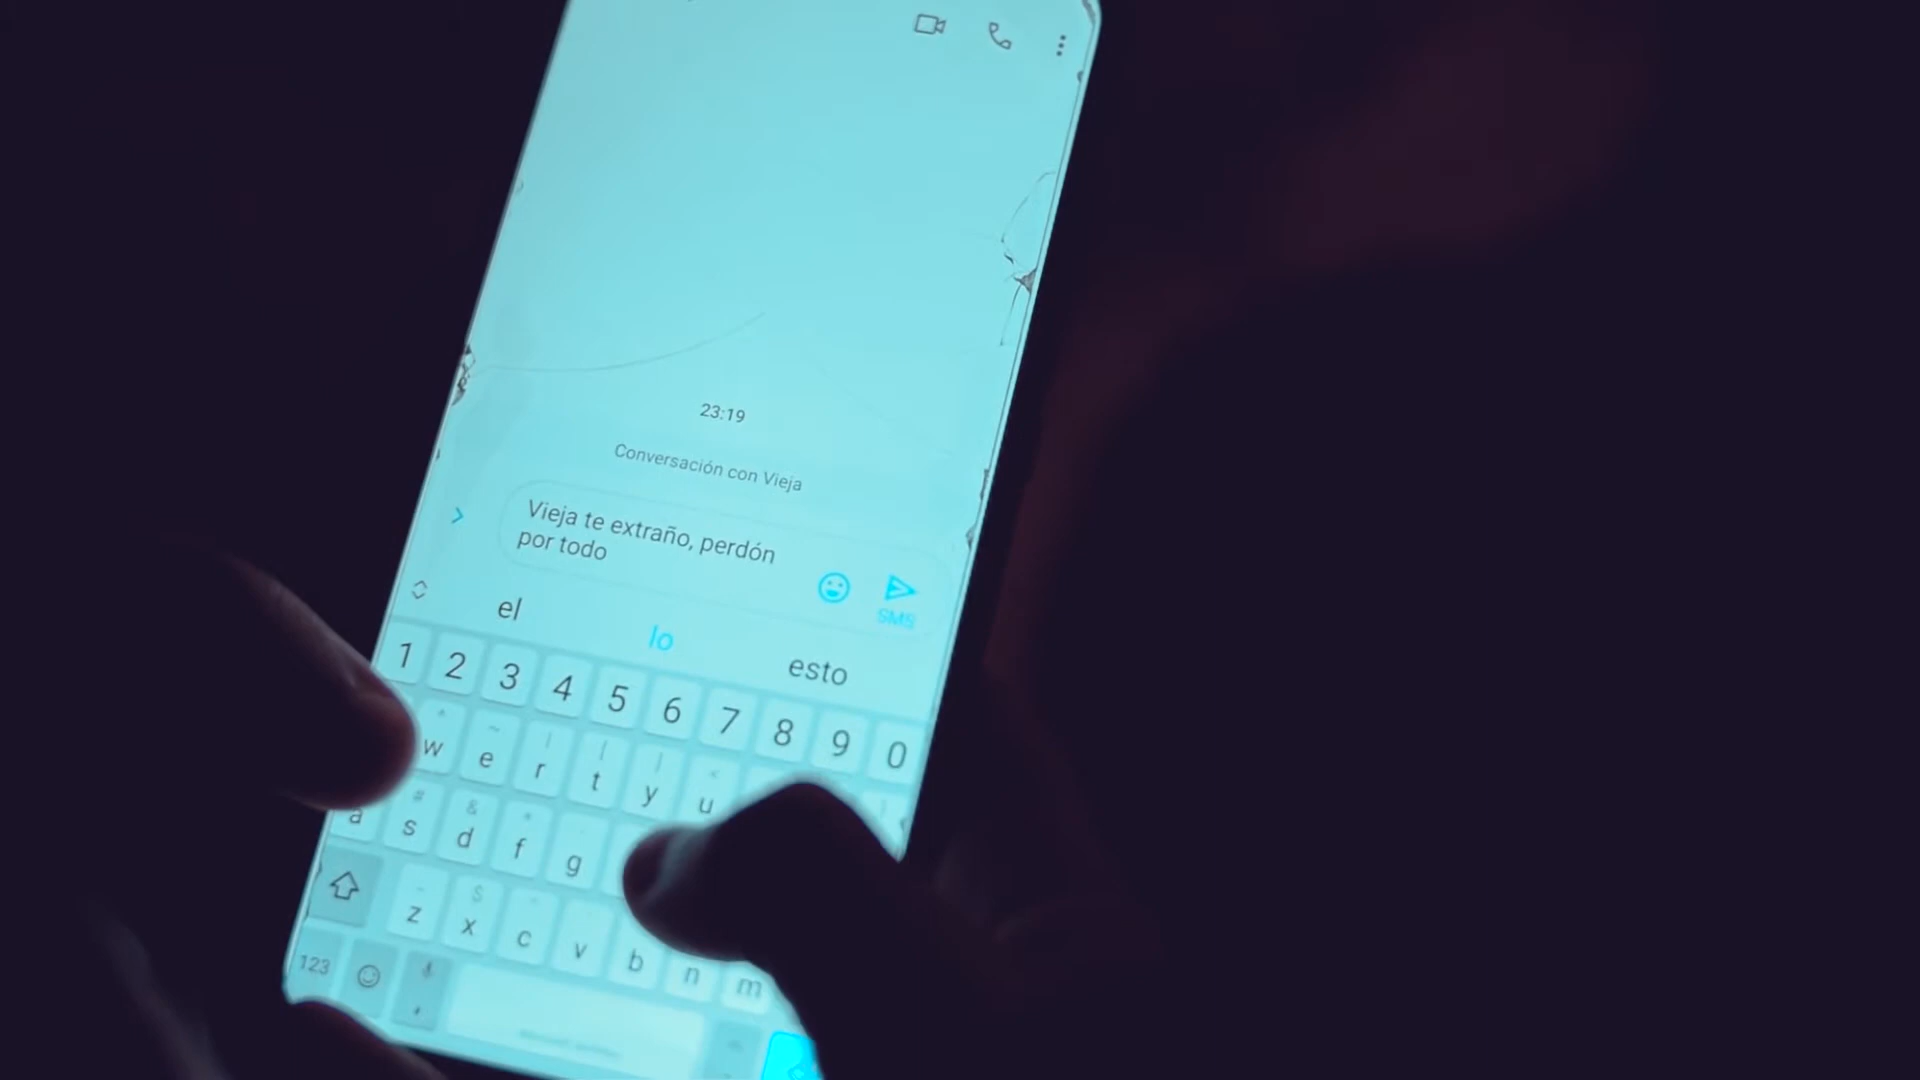 23:19
Conversación con Vieja
Vieja te extraño, perdón
por todo
SMS
el lo esto
1 2 3 4 5 6 7 8 9 0
w e r t y u
a s d f g
z x c v b n m
123